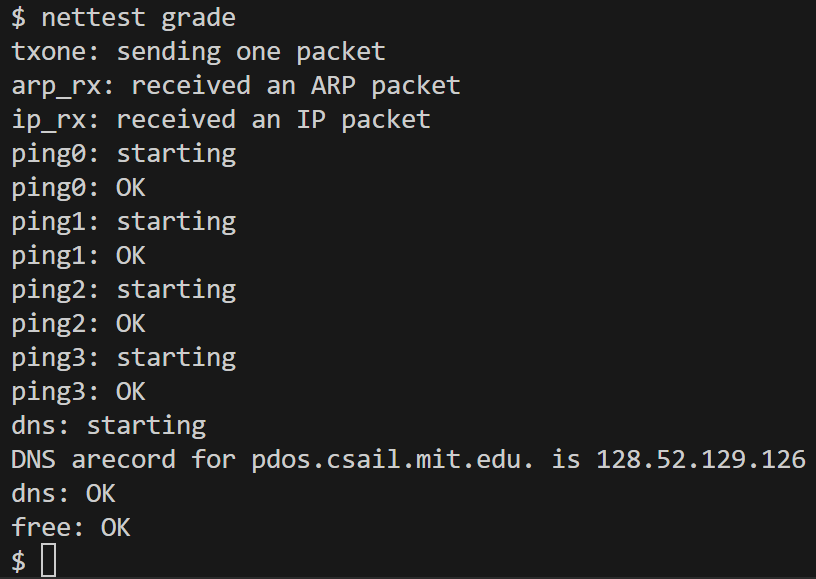 $ nettest grade
txone: sending one packet
arp_rx: received an ARP packet
ip_rx: received an IP packet
ping0: starting
ping0: OK
ping1: starting
ping1: OK
ping2: starting
ping2: OK
ping3: starting
ping3: OK
dns: starting
DNS arecord for pdos.csail.mit.edu. is 128.52.129.126
dns: OK
free: OK
$